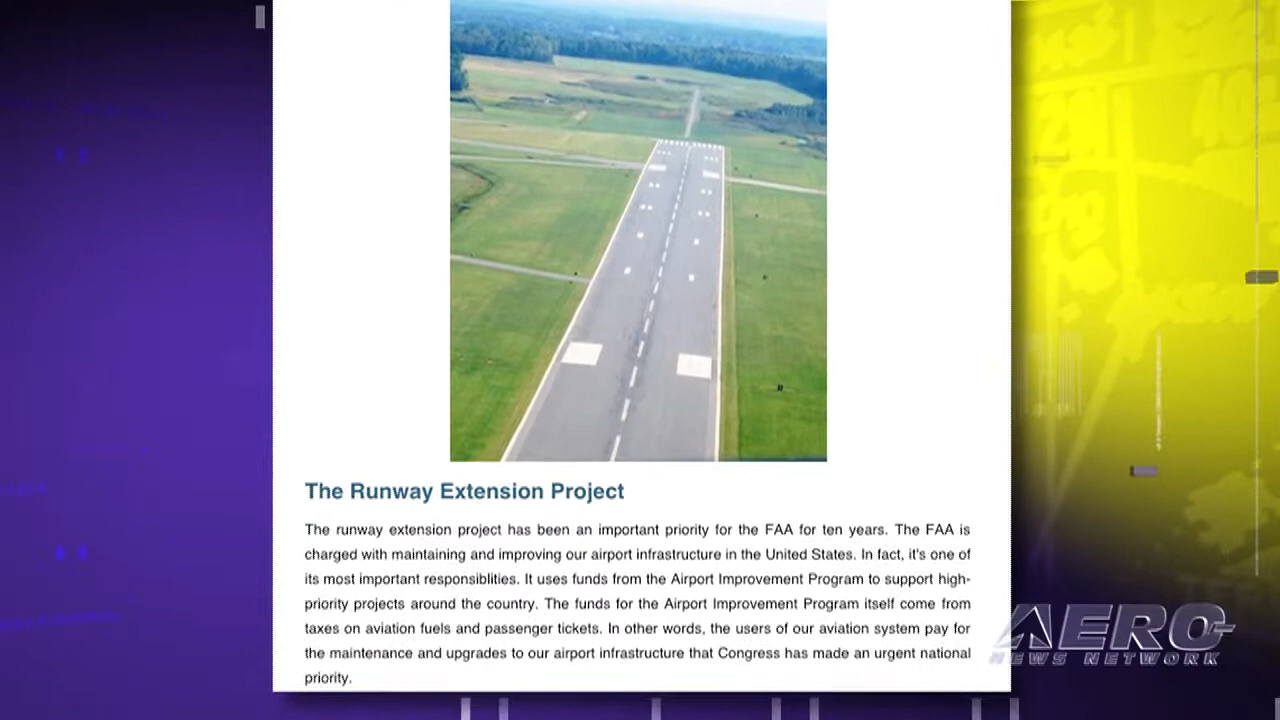 The Runway Extension Project
The runway extension project has been an important priority for the FAA for ten years. The FAA is
charged with maintaining and improving our airport infrastructure in the United States. In fact, it's one of
its most important responsiblities. It uses funds from the Airport Improvement Program to support high-
priority projects around the country. The funds for the Airport Improvement Program itself come from
taxes on aviation fuels and passenger tickets. In other words, the users of our aviation system pay for
the maintenance and upgrades to our airport infrastructure that Congress has made an urgent national
priority.
AERO
NEWS NETWORK